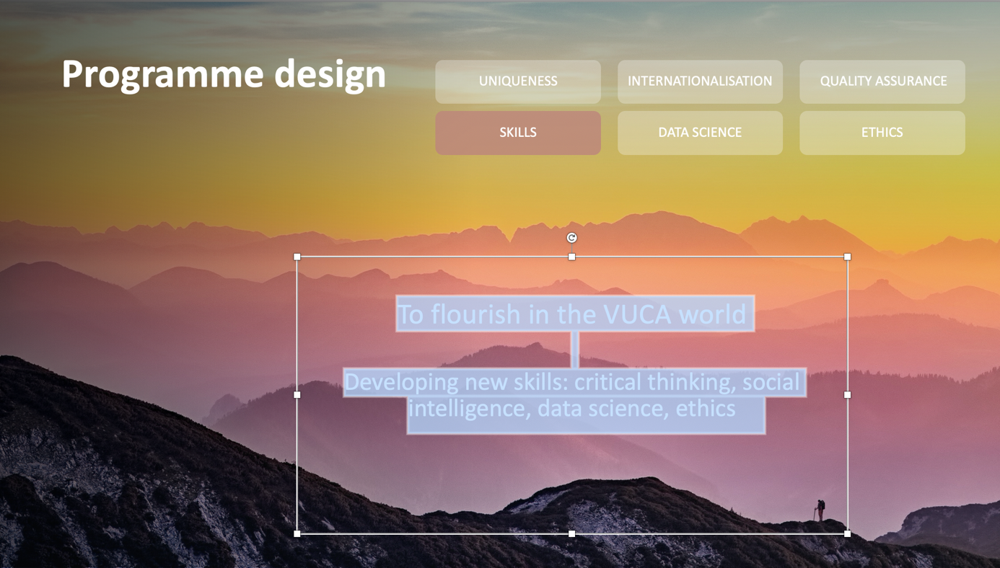 Programme design
UNIQUENESS
INTERNATIONALISATION
QUALITY ASSURANCE
SKILLS
DATA SCIENCE
ETHICS
To flourish in the VUCA world
Developing new skills: critical thinking, social
intelligence, data science, ethics